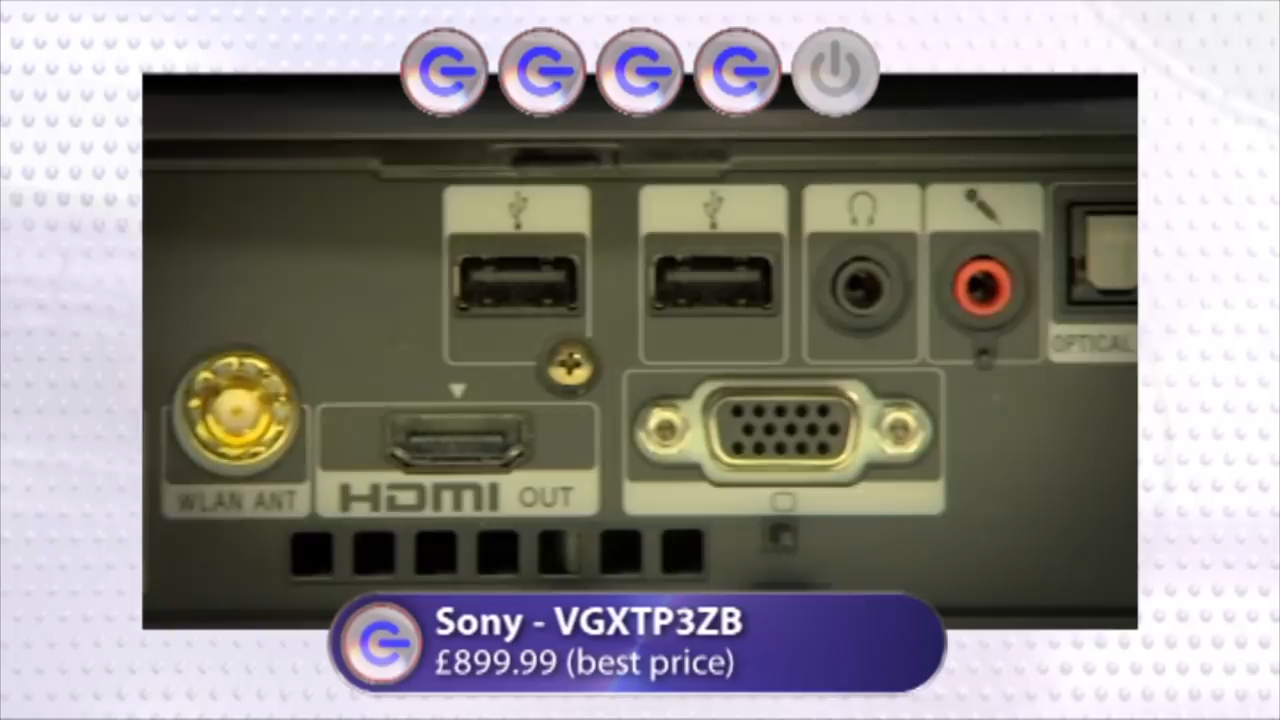 OPTICAL
WLAN ANT
HDMI OUT
Sony - VGXTP3ZB
£899.99 (best price)